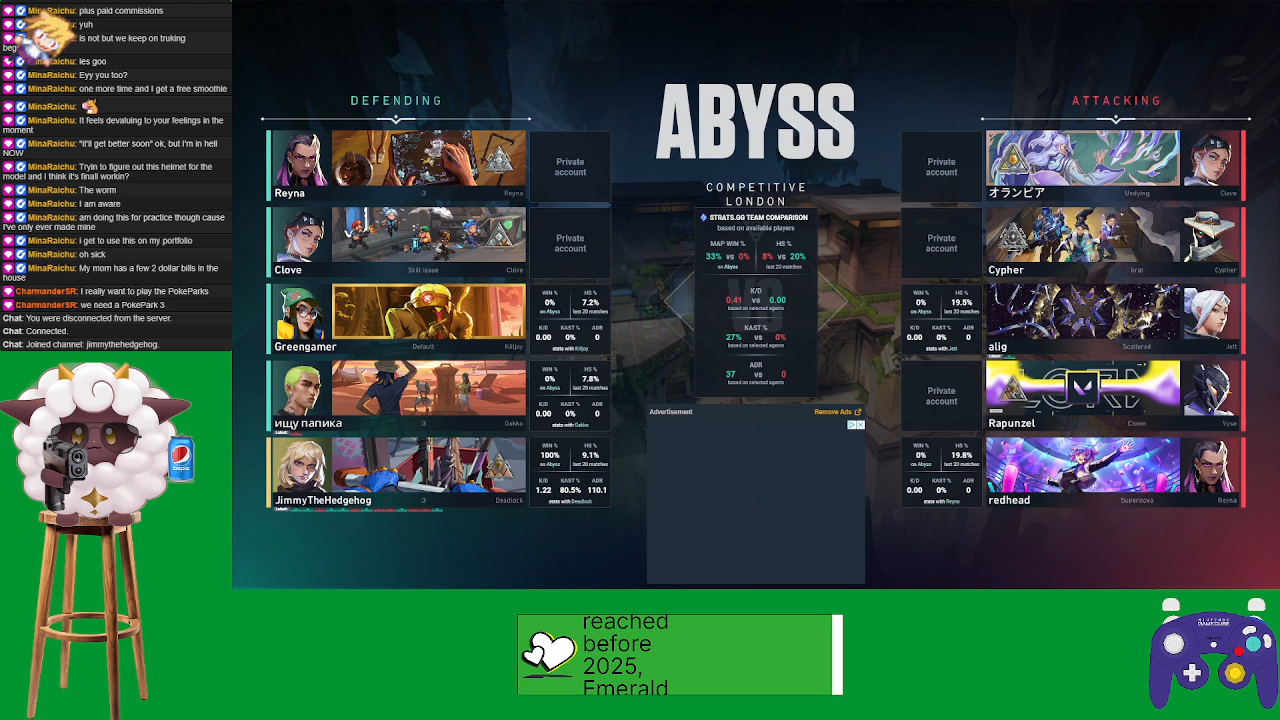 MinaRaichu: plus paid commissions
MinaRaichu: yuh
is not but we keep on truking
beg
MinaRaichu: les goo
MinaRaichu: Eyy you too?
MinaRaichu: one more time and I get a free smoothie
MinaRaichu:
MinaRaichu: It feels devaluing to your feelings in the
moment
MinaRaichu: "it'll get better soon" ok, but I'm in hell
NOW
MinaRaichu: Tryin to figure out this helmet for the
model and I think it's finall workin?
MinaRaichu: The worm
MinaRaichu: I am aware
MinaRaichu: am doing this for practice though cause
I've only ever made mine
MinaRaichu: I get to use this on my portfolio
MinaRaichu: oh sick
MinaRaichu: My mom has a few 2 dollar bills in the
house
CharmanderSR: I really want to play the PokeParks
CharmanderSR: we need a PokePark 3
Chat: You were disconnected from the server.
Chat: Connected.
Chat: Joined channel: jimmythehedgehog.
DEFENDING
Reyna
:3
Reyna
Private
account
Clove
Skill Issue
Clove
Private
account
Greengamer
Default
Killjoy
WIN % HS %
0% 7.2%
on Abyss last 20 matches
K/D KAST % ADR
0.00 0% 0
stats with Killjoy
ищу папика
:3
Gekko
WIN % HS %
0% 7.8%
on Abyss last 20 matches
K/D KAST % ADR
0.00 0% 0
stats with Gekko
JimmyTheHedgehog
:3
Deadlock
WIN % HS %
100% 9.1%
on Abyss last 20 matches
K/D KAST % ADR
1.22 80.5% 110.1
stats with Deadlock
ABYSS
COMPETITIVE
LONDON
STRATS.GG TEAM COMPARISON
based on available players
MAP WIN % HS %
33% vs 0% 8% vs 20%
on Abyss last 20 matches
K/D
0.41 vs 0.00
based on selected agents
KAST %
27% vs 0%
based on selected agents
ADR
37 vs 0
based on selected agents
Advertisement Remove Ads
ATTACKING
Private
account
オランピア
Undying
Clove
Private
account
Cypher
brat
Cypher
WIN % HS %
0% 19.5%
on Abyss last 20 matches
K/D KAST % ADR
0.00 0% 0
stats with Jett
alig
Scattered
Jett
Private
account
Rapunzel
Clown
Vyse
WIN % HS %
0% 19.8%
on Abyss last 20 matches
K/D KAST % ADR
0.00 0% 0
stats with Reyna
redhead
Supernova
Reyna
bepis
reached
before
2025,
Emerald
NINTENDO
GAMECUBE